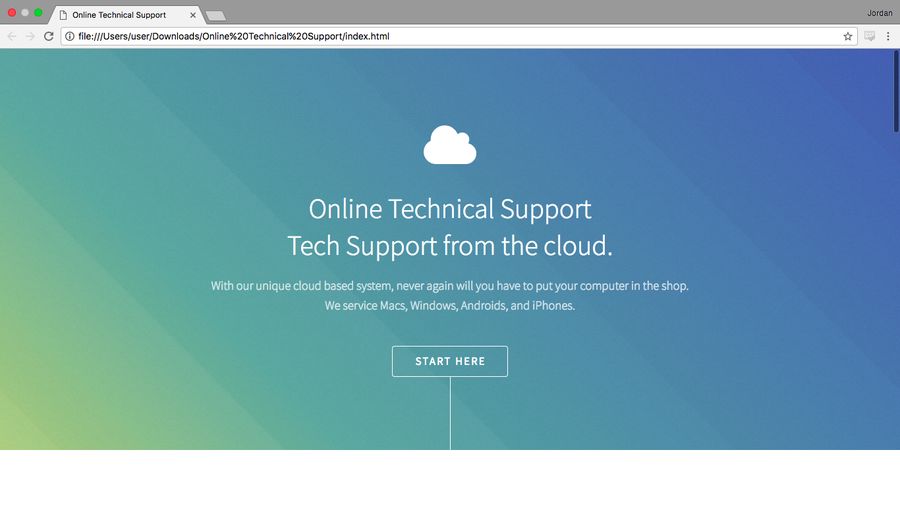 Online Technical Support
Jordan
file:///Users/user/Downloads/Online%20Technical%20Support/index.html
Online Technical Support
Tech Support from the cloud.
With our unique cloud based system, never again will you have to put your computer in the shop.
We service Macs, Windows, Androids, and iPhones.
START HERE